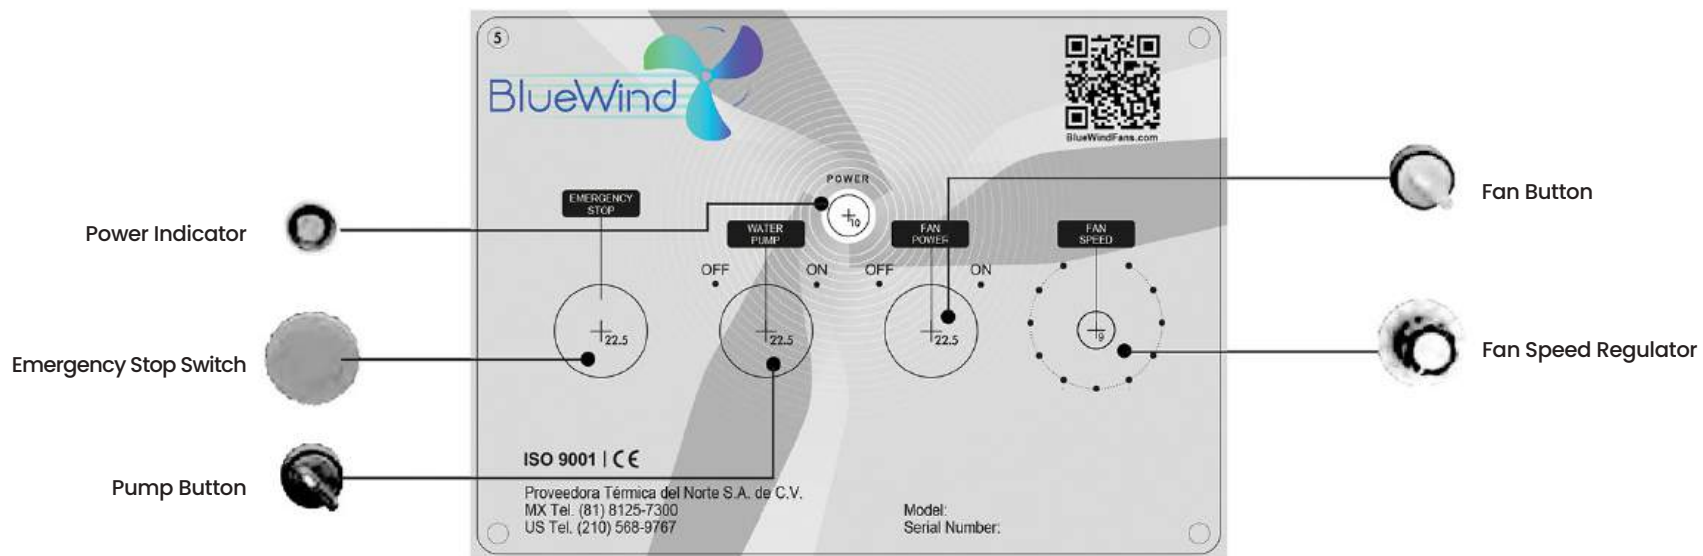 5
BlueWind
BlueWindFans.com
POWER
10
EMERGENCY
STOP
WATER
PUMP
FAN
POWER
FAN
SPEED
OFF
ON
OFF
ON
22.5
22.5
22.5
9
Power Indicator
Emergency Stop Switch
Pump Button
Fan Button
Fan Speed Regulator
ISO 9001 | CE
Proveedora Térmica del Norte S.A. de C.V.
MX Tel. (81) 8125-7300
US Tel. (210) 568-9767
Model:
Serial Number: